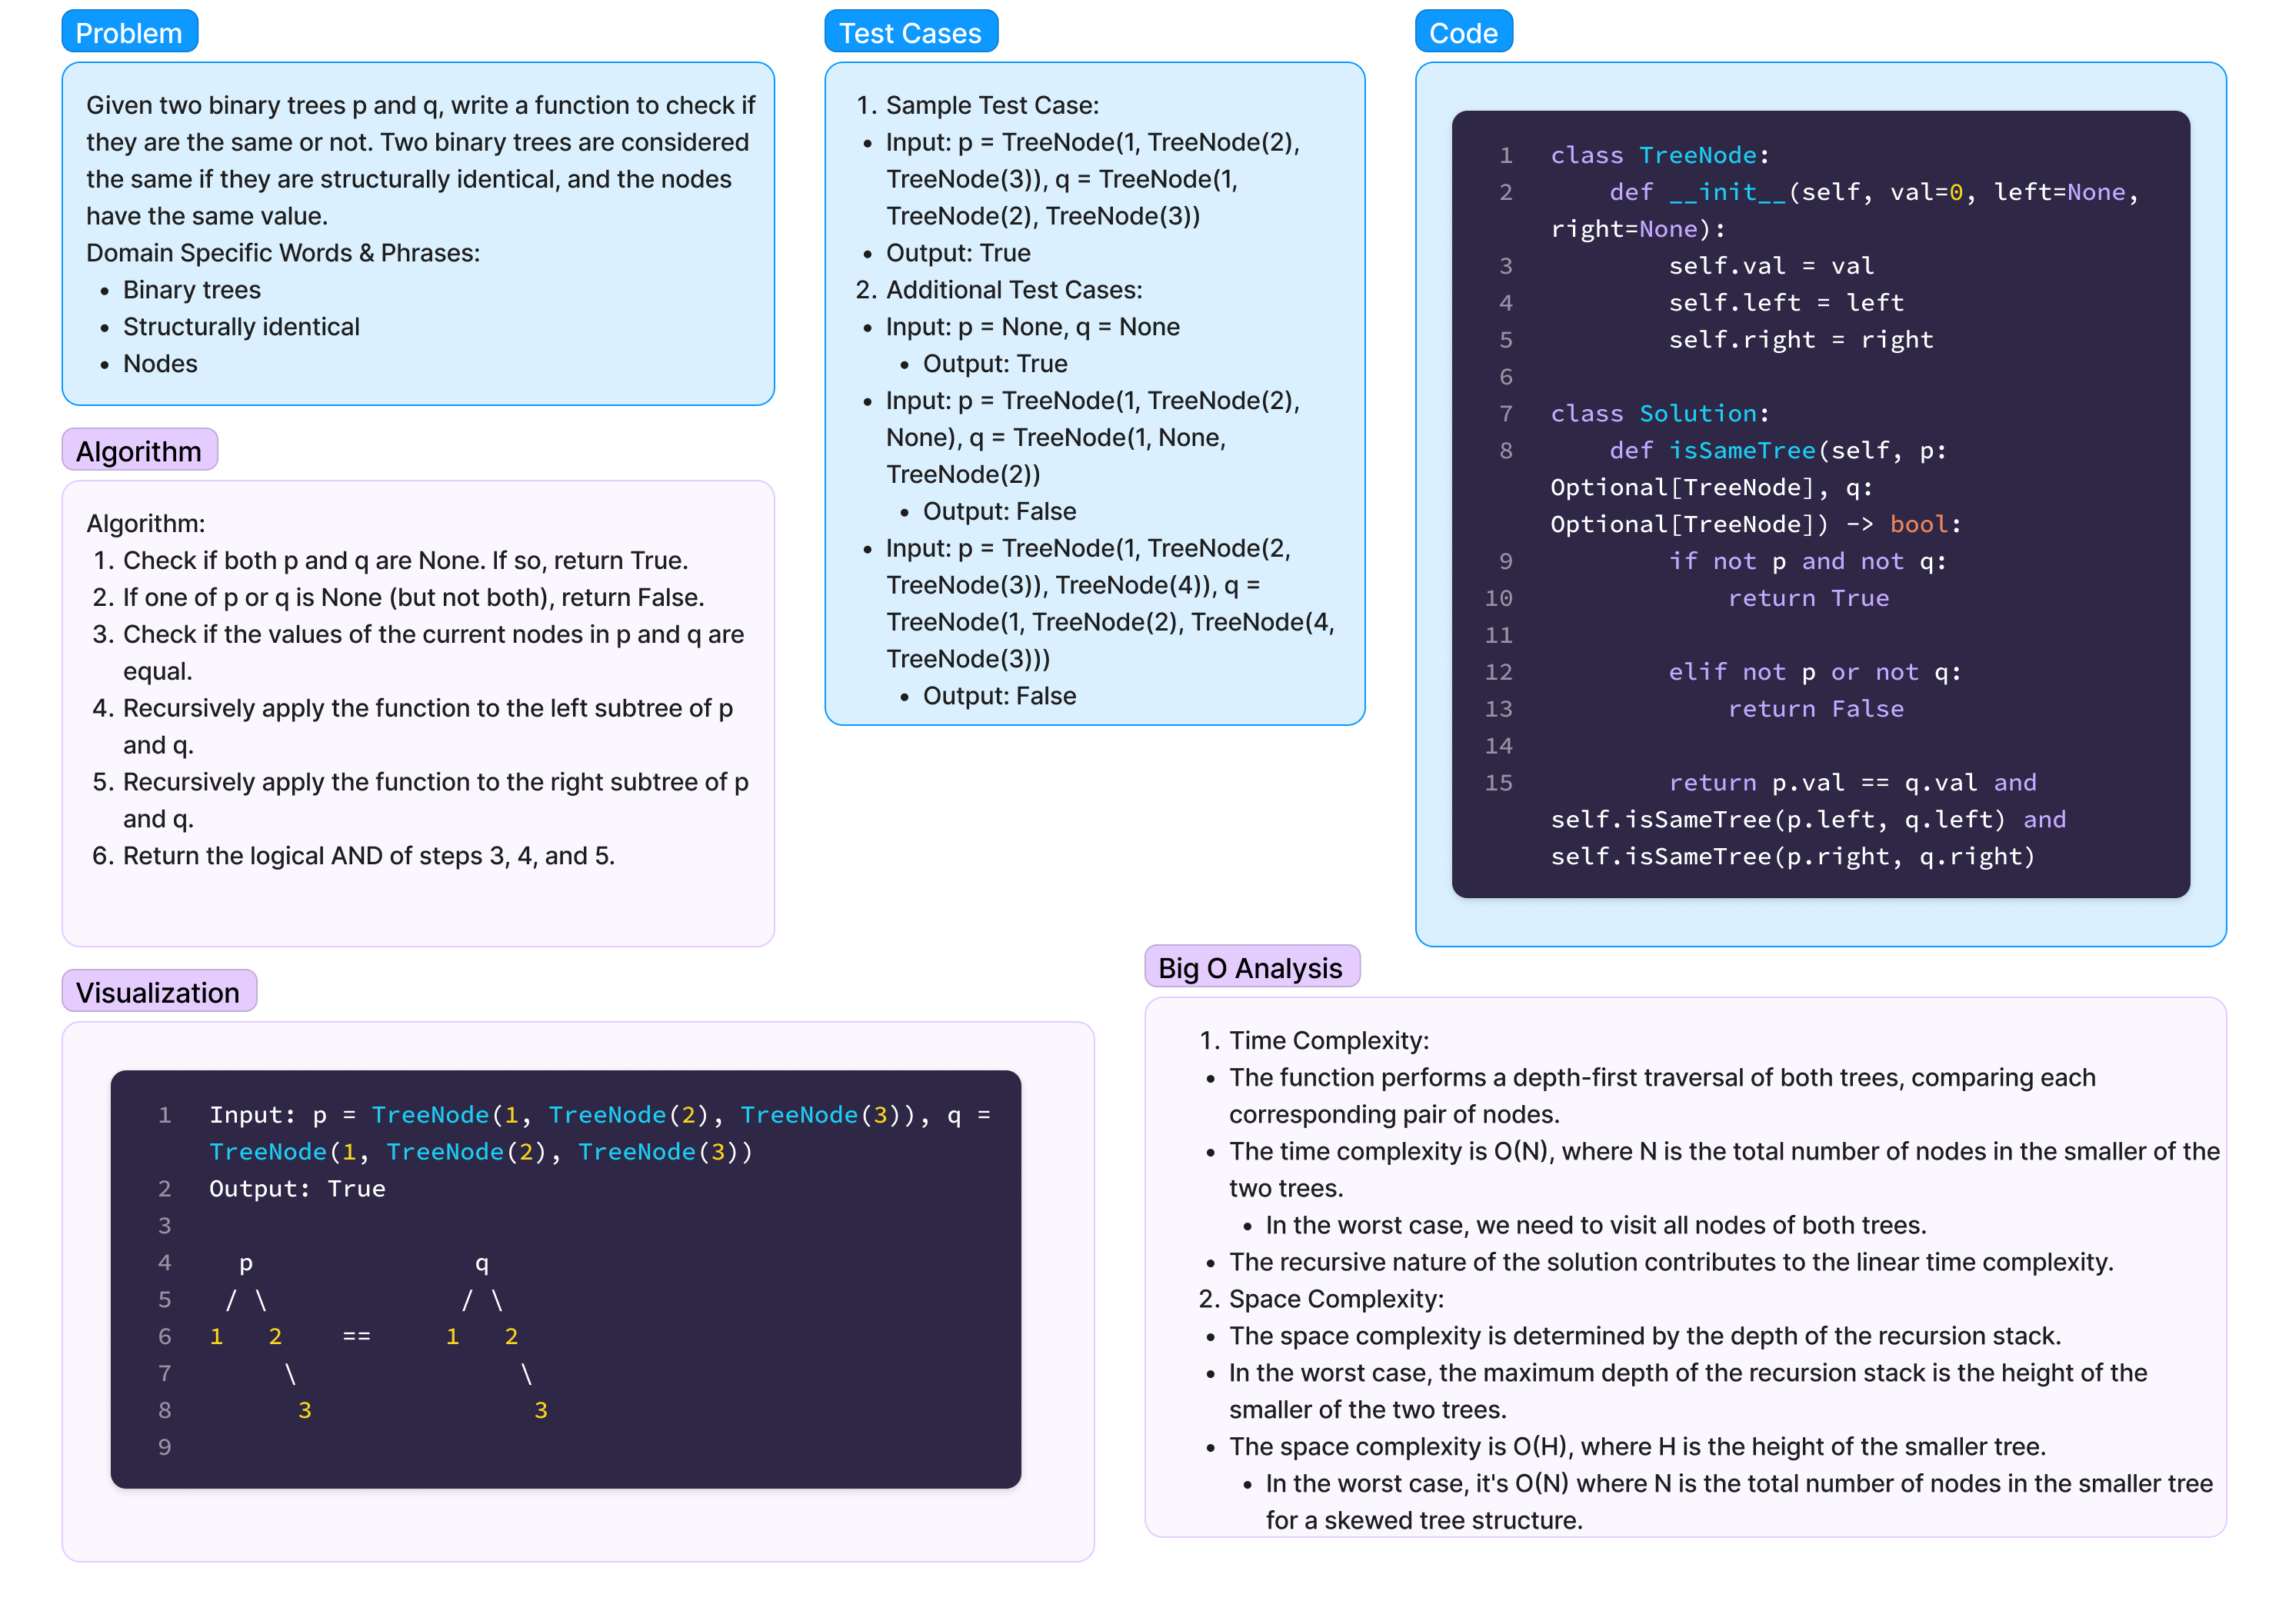 Problem
Given two binary trees p and q, write a function to check if
they are the same or not. Two binary trees are considered
the same if they are structurally identical, and the nodes
have the same value.
Domain Specific Words & Phrases:
• Binary trees
• Structurally identical
• Nodes
Algorithm
Algorithm:
1. Check if both p and q are None. If so, return True.
2. If one of p or q is None (but not both), return False.
3. Check if the values of the current nodes in p and q are
equal.
4. Recursively apply the function to the left subtree of p
and q.
5. Recursively apply the function to the right subtree of p
and q.
6. Return the logical AND of steps 3, 4, and 5.
Test Cases
1. Sample Test Case:
• Input: p = TreeNode(1, TreeNode(2),
TreeNode(3)), q = TreeNode(1,
TreeNode(2), TreeNode(3))
• Output: True
2. Additional Test Cases:
• Input: p = None, q = None
• Output: True
• Input: p = TreeNode(1, TreeNode(2),
None), q = TreeNode(1, None,
TreeNode(2))
• Output: False
• Input: p = TreeNode(1, TreeNode(2,
TreeNode(3)), TreeNode(4)), q =
TreeNode(1, TreeNode(2), TreeNode(4,
TreeNode(3)))
• Output: False
Code
1 class TreeNode:
2     def __init__(self, val=0, left=None,
right=None):
3         self.val = val
4         self.left = left
5         self.right = right
6
7 class Solution:
8     def isSameTree(self, p:
Optional[TreeNode], q:
Optional[TreeNode]) -> bool:
9         if not p and not q:
10             return True
11
12         elif not p or not q:
13             return False
14
15         return p.val == q.val and
self.isSameTree(p.left, q.left) and
self.isSameTree(p.right, q.right)
Visualization
1 Input: p = TreeNode(1, TreeNode(2), TreeNode(3)), q =
TreeNode(1, TreeNode(2), TreeNode(3))
2 Output: True
3
4   p               q
5  / \             / \
6 1   2    ==     1   2
7      \               \
8       3               3
9
Big O Analysis
1. Time Complexity:
• The function performs a depth-first traversal of both trees, comparing each
corresponding pair of nodes.
• The time complexity is O(N), where N is the total number of nodes in the smaller of the
two trees.
• In the worst case, we need to visit all nodes of both trees.
• The recursive nature of the solution contributes to the linear time complexity.
2. Space Complexity:
• The space complexity is determined by the depth of the recursion stack.
• In the worst case, the maximum depth of the recursion stack is the height of the
smaller of the two trees.
• The space complexity is O(H), where H is the height of the smaller tree.
• In the worst case, it's O(N) where N is the total number of nodes in the smaller tree
for a skewed tree structure.